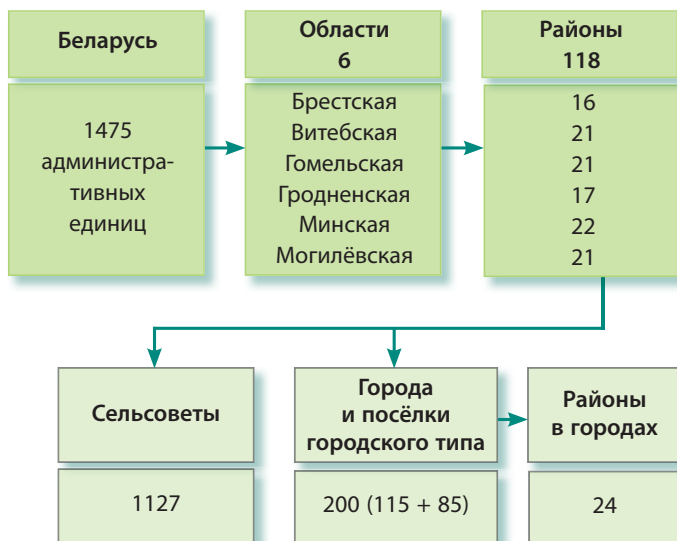 Беларусь
1475
администра-
тивных
единиц
Области
6
Брестская
Витебская
Гомельская
Гродненская
Минская
Могилёвская
Районы
118
16
21
21
17
22
21
Сельсоветы
1127
Города
и посёлки
городского типа
200 (115 + 85)
Районы
в городах
24